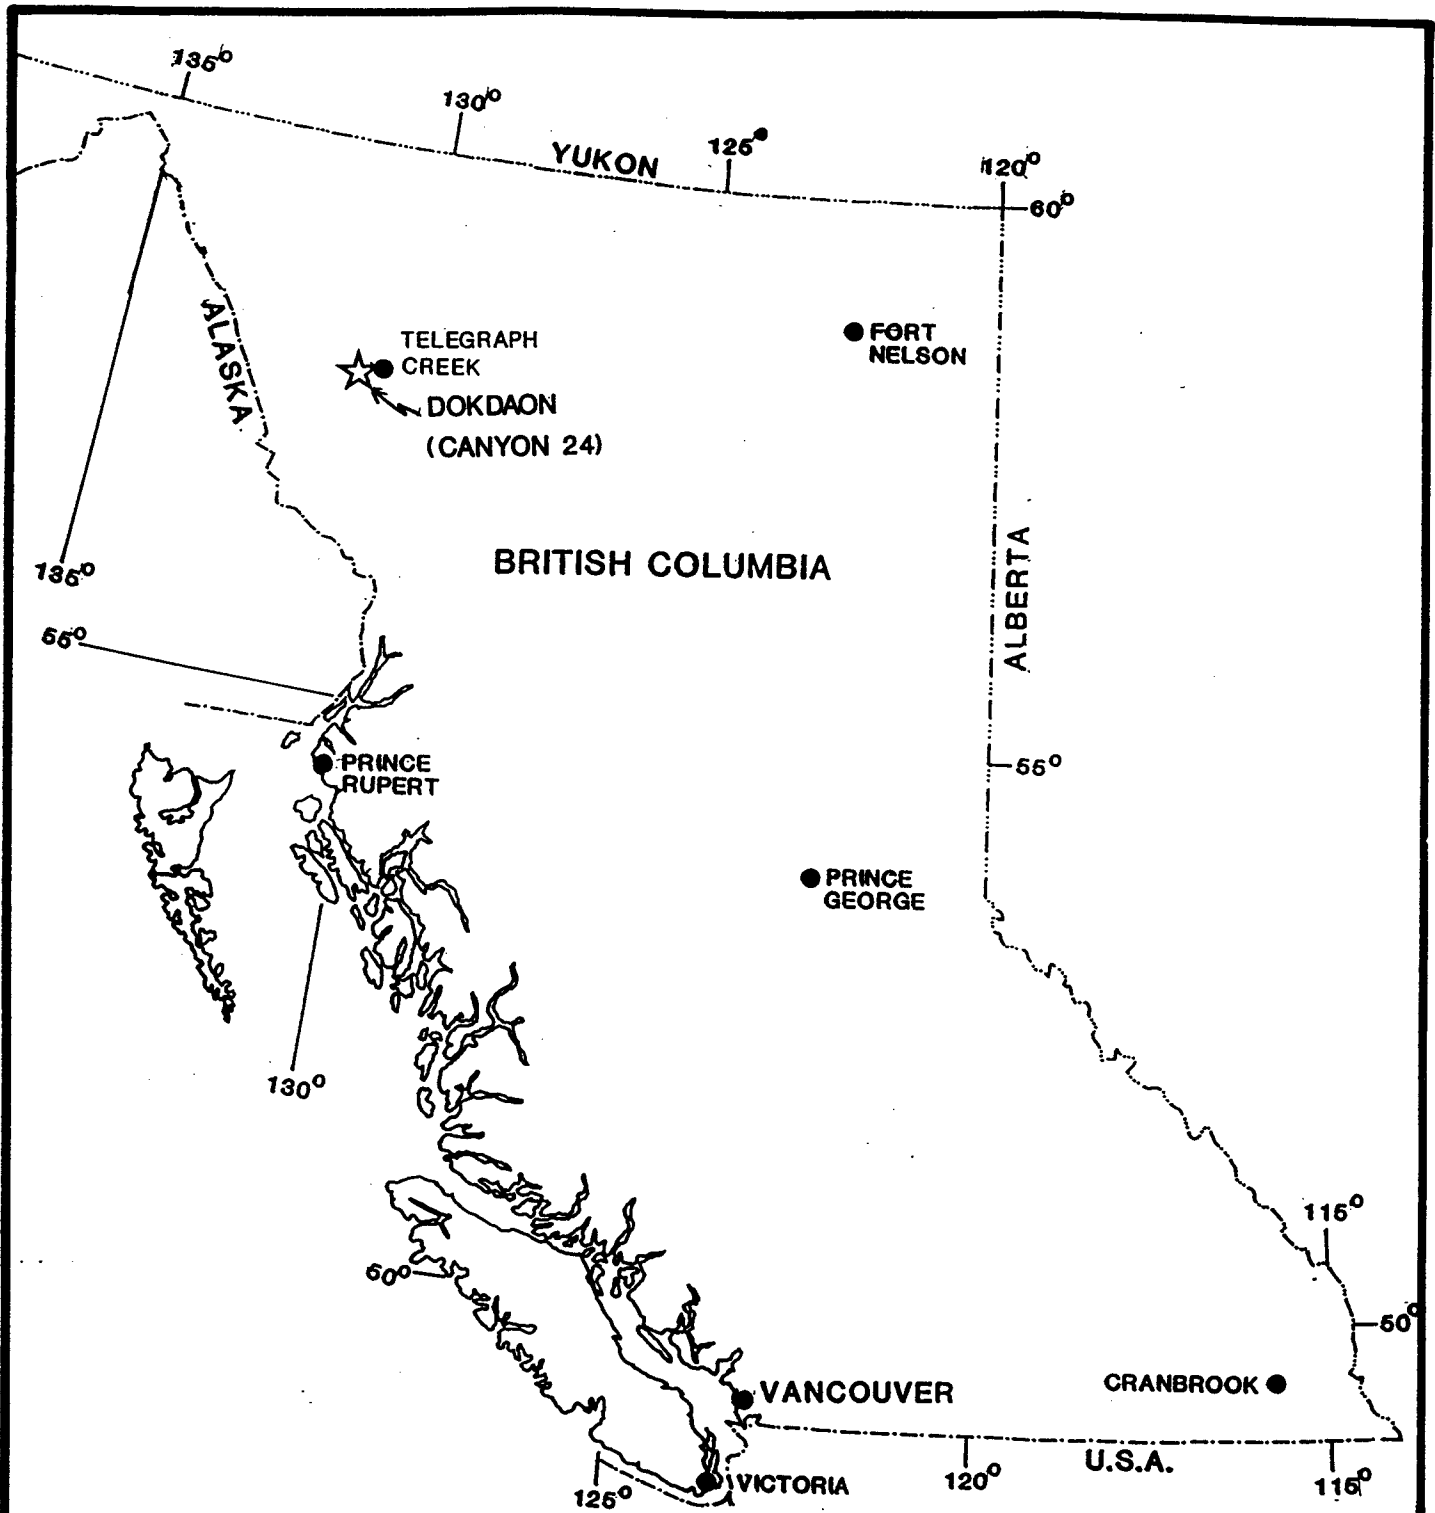 135°
130°
125°
120°
YUKON
60°
ALASKA
TELEGRAPH
CREEK
FORT
NELSON
DOKDAON
(CANYON 24)
BRITISH COLUMBIA
ALBERTA
135°
55°
PRINCE
RUPERT
55°
PRINCE
GEORGE
130°
115°
50°
50°
VANCOUVER
CRANBROOK
U.S.A.
VICTORIA
125°
120°
115°